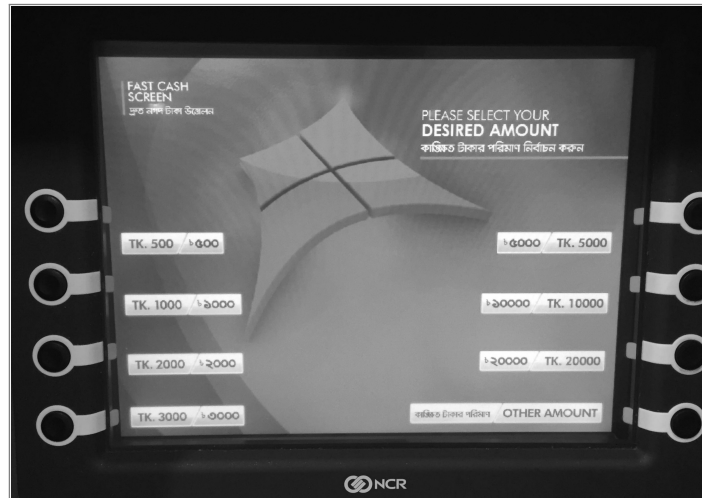 FAST CASH
SCREEN
দ্রুত নগদ টাকা উত্তোলন
PLEASE SELECT YOUR
DESIRED AMOUNT
কাঙ্ক্ষিত টাকার পরিমাণ নির্বাচন করুন
TK. 500 ৳ ৫০০
৳ ৫০০০ TK. 5000
TK. 1000 ৳ ১০০০
৳ ১০০০০ TK. 10000
TK. 2000 ৳ ২০০০
৳ ২০০০০ TK. 20000
TK. 3000 ৳ ৩০০০
কাঙ্ক্ষিত টাকার পরিমাণ OTHER AMOUNT
NCR